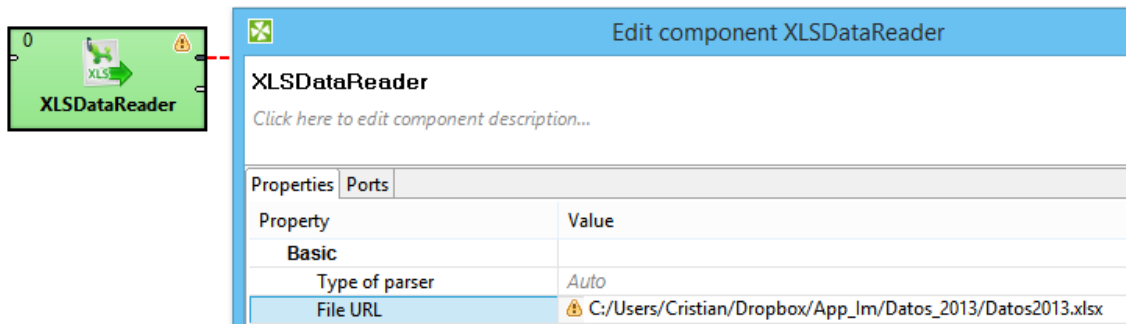 0
XLS
XLSDataReader
Edit component XLSDataReader
XLSDataReader
Click here to edit component description...
Properties Ports
Property Value
Basic
Type of parser Auto
File URL C:/Users/Cristian/Dropbox/App_Im/Datos_2013/Datos2013.xlsx